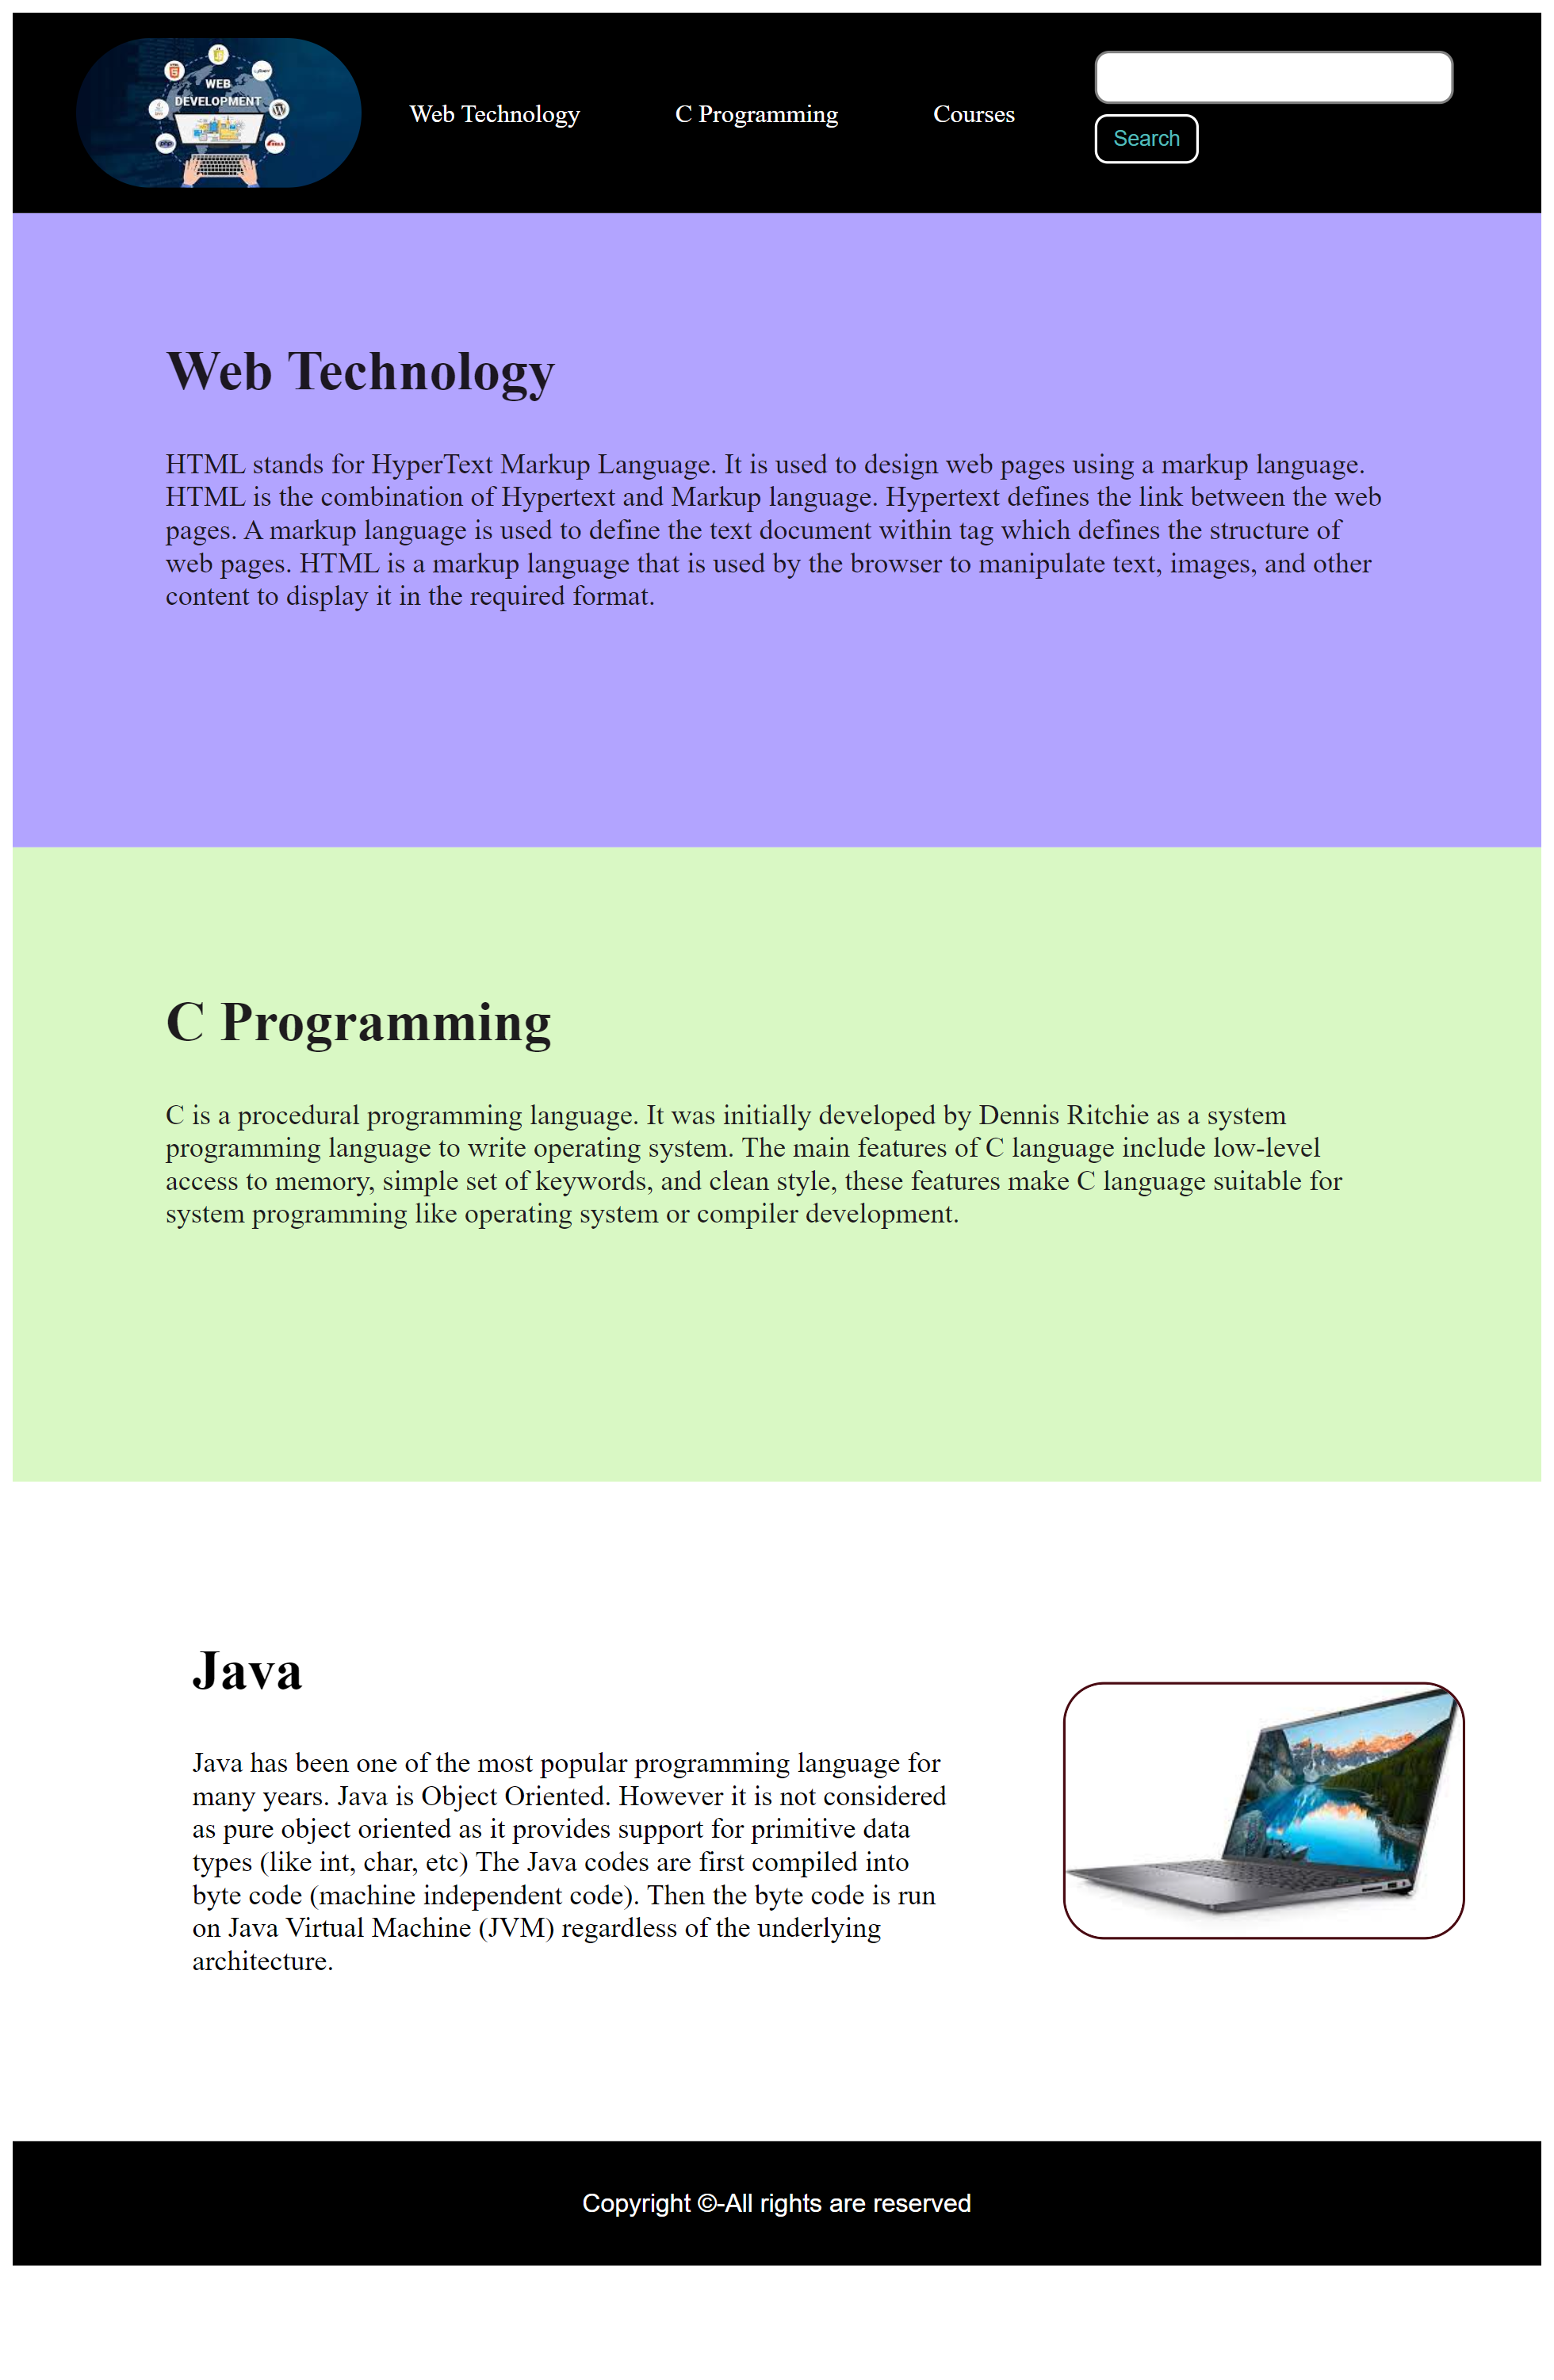 WEB
DEVELOPMENT
php
Web Technology
C Programming
Courses
Search
Web Technology
HTML stands for HyperText Markup Language. It is used to design web pages using a markup language.
HTML is the combination of Hypertext and Markup language. Hypertext defines the link between the web
pages. A markup language is used to define the text document within tag which defines the structure of
web pages. HTML is a markup language that is used by the browser to manipulate text, images, and other
content to display it in the required format.
C Programming
C is a procedural programming language. It was initially developed by Dennis Ritchie as a system
programming language to write operating system. The main features of C language include low-level
access to memory, simple set of keywords, and clean style, these features make C language suitable for
system programming like operating system or compiler development.
Java
Java has been one of the most popular programming language for
many years. Java is Object Oriented. However it is not considered
as pure object oriented as it provides support for primitive data
types (like int, char, etc) The Java codes are first compiled into
byte code (machine independent code). Then the byte code is run
on Java Virtual Machine (JVM) regardless of the underlying
architecture.
Copyright ©-All rights are reserved